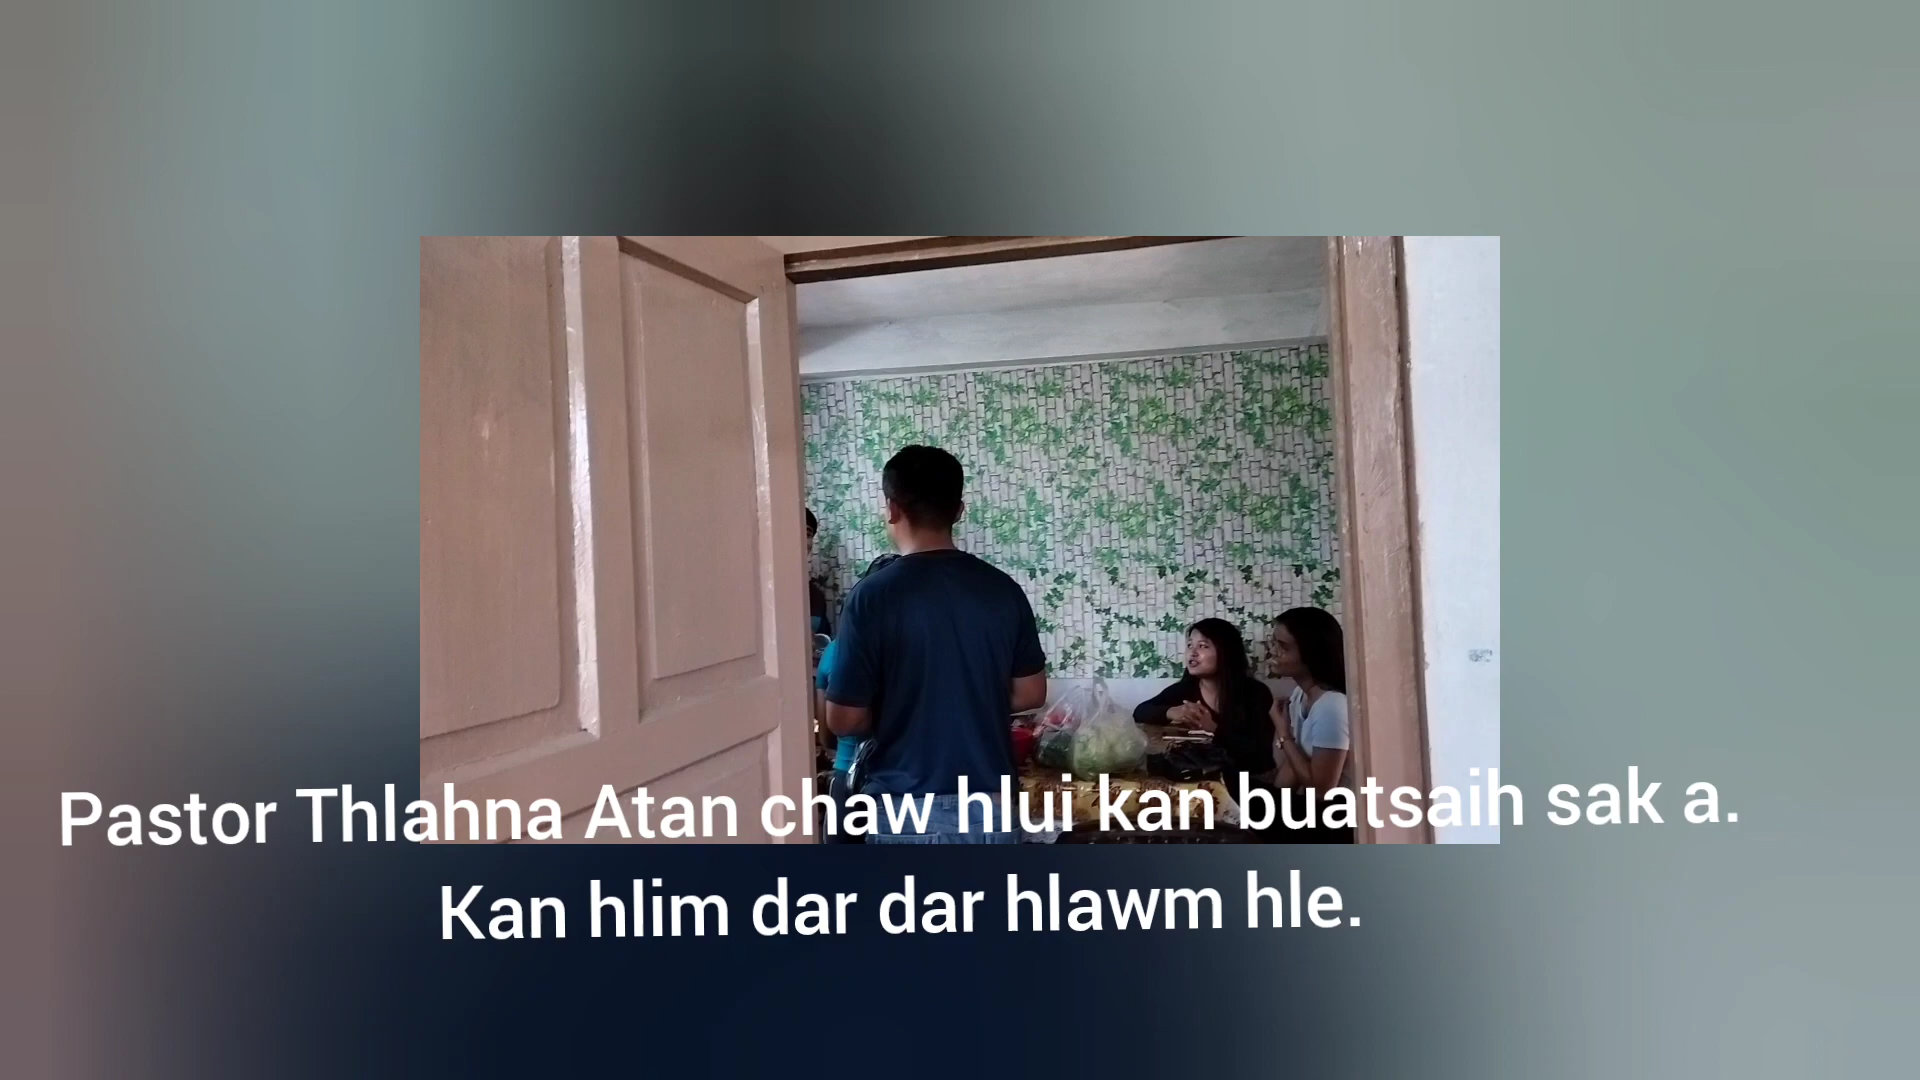 Pastor Thlahna Atan chaw hlui kan buatsaih sak a.
Kan hlim dar dar hlawm hle.